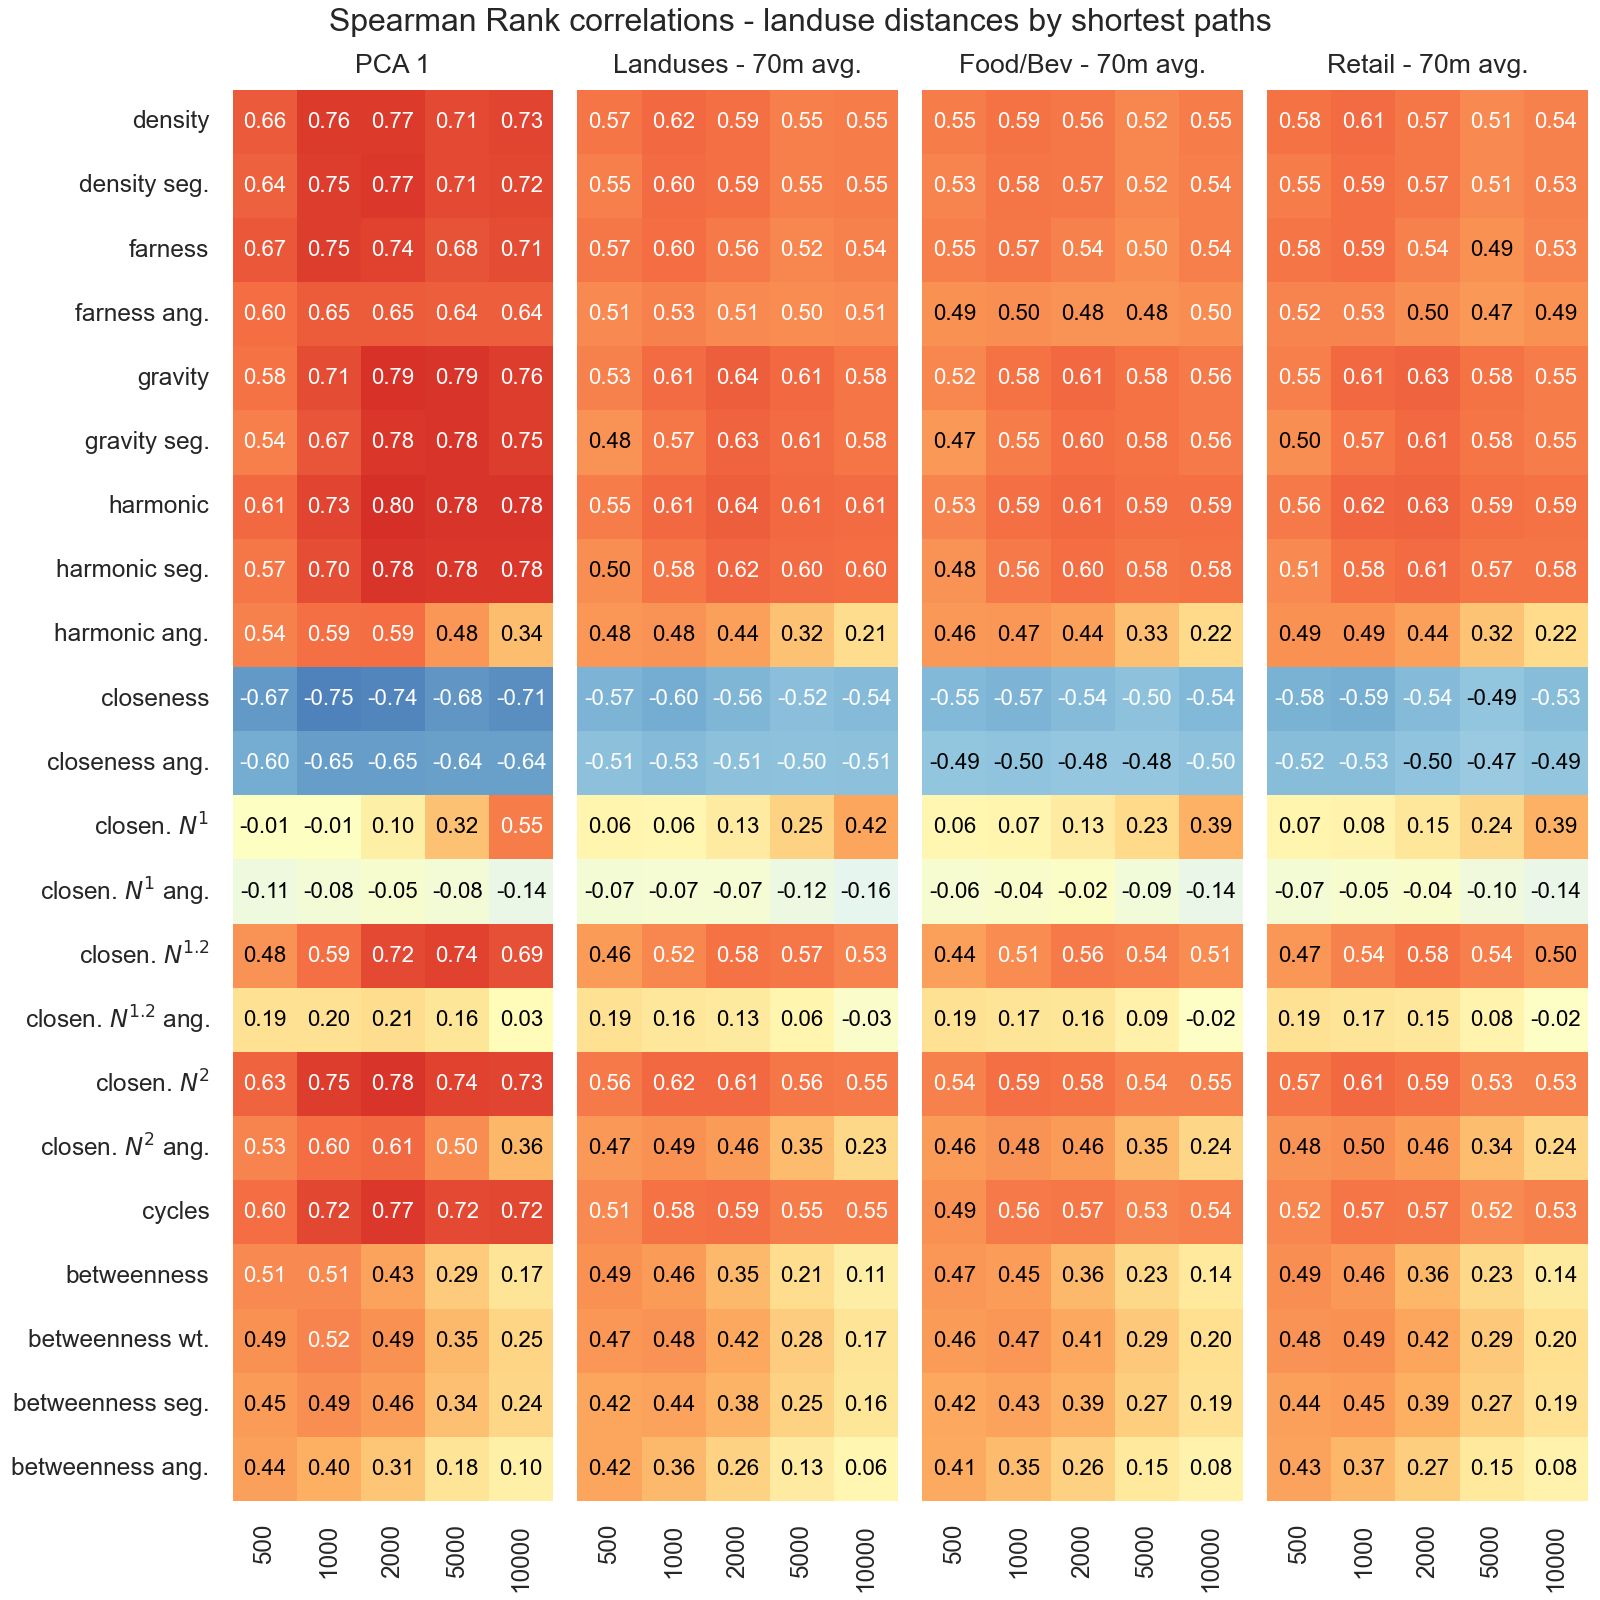 Spearman Rank correlations - landuse distances by shortest paths
PCA 1 Landuses - 70m avg. Food/Bev - 70m avg. Retail - 70m avg.
density 0.66 0.76 0.77 0.71 0.73 0.57 0.62 0.59 0.55 0.55 0.55 0.59 0.56 0.52 0.55 0.58 0.61 0.57 0.51 0.54
density seg. 0.64 0.75 0.77 0.71 0.72 0.55 0.60 0.59 0.55 0.55 0.53 0.58 0.57 0.52 0.54 0.55 0.59 0.57 0.51 0.53
farness 0.67 0.75 0.74 0.68 0.71 0.57 0.60 0.56 0.52 0.54 0.55 0.57 0.54 0.50 0.54 0.58 0.59 0.54 0.49 0.53
farness ang. 0.60 0.65 0.65 0.64 0.64 0.51 0.53 0.51 0.50 0.51 0.49 0.50 0.48 0.48 0.50 0.52 0.53 0.50 0.47 0.49
gravity 0.58 0.71 0.79 0.79 0.76 0.53 0.61 0.64 0.61 0.58 0.52 0.58 0.61 0.58 0.56 0.55 0.61 0.63 0.58 0.55
gravity seg. 0.54 0.67 0.78 0.78 0.75 0.48 0.57 0.63 0.61 0.58 0.47 0.55 0.60 0.58 0.56 0.50 0.57 0.61 0.58 0.55
harmonic 0.61 0.73 0.80 0.78 0.78 0.55 0.61 0.64 0.61 0.61 0.53 0.59 0.61 0.59 0.59 0.56 0.62 0.63 0.59 0.59
harmonic seg. 0.57 0.70 0.78 0.78 0.78 0.50 0.58 0.62 0.60 0.60 0.48 0.56 0.60 0.58 0.58 0.51 0.58 0.61 0.57 0.58
harmonic ang. 0.54 0.59 0.59 0.48 0.34 0.48 0.48 0.44 0.32 0.21 0.46 0.47 0.44 0.33 0.22 0.49 0.49 0.44 0.32 0.22
closeness -0.67 -0.75 -0.74 -0.68 -0.71 -0.57 -0.60 -0.56 -0.52 -0.54 -0.55 -0.57 -0.54 -0.50 -0.54 -0.58 -0.59 -0.54 -0.49 -0.53
closeness ang. -0.60 -0.65 -0.65 -0.64 -0.64 -0.51 -0.53 -0.51 -0.50 -0.51 -0.49 -0.50 -0.48 -0.48 -0.50 -0.52 -0.53 -0.50 -0.47 -0.49
closen. N^1 -0.01 -0.01 0.10 0.32 0.55 0.06 0.06 0.13 0.25 0.42 0.06 0.07 0.13 0.23 0.39 0.07 0.08 0.15 0.24 0.39
closen. N^1 ang. -0.11 -0.08 -0.05 -0.08 -0.14 -0.07 -0.07 -0.07 -0.12 -0.16 -0.06 -0.04 -0.02 -0.09 -0.14 -0.07 -0.05 -0.04 -0.10 -0.14
closen. N^1.2 0.48 0.59 0.72 0.74 0.69 0.46 0.52 0.58 0.57 0.53 0.44 0.51 0.56 0.54 0.51 0.47 0.54 0.58 0.54 0.50
closen. N^1.2 ang. 0.19 0.20 0.21 0.16 0.03 0.19 0.16 0.13 0.06 -0.03 0.19 0.17 0.16 0.09 -0.02 0.19 0.17 0.15 0.08 -0.02
closen. N^2 0.63 0.75 0.78 0.74 0.73 0.56 0.62 0.61 0.56 0.55 0.54 0.59 0.58 0.54 0.55 0.57 0.61 0.59 0.53 0.53
closen. N^2 ang. 0.53 0.60 0.61 0.50 0.36 0.47 0.49 0.46 0.35 0.23 0.46 0.48 0.46 0.35 0.24 0.48 0.50 0.46 0.34 0.24
cycles 0.60 0.72 0.77 0.72 0.72 0.51 0.58 0.59 0.55 0.55 0.49 0.56 0.57 0.53 0.54 0.52 0.57 0.57 0.52 0.53
betweenness 0.51 0.51 0.43 0.29 0.17 0.49 0.46 0.35 0.21 0.11 0.47 0.45 0.36 0.23 0.14 0.49 0.46 0.36 0.23 0.14
betweenness wt. 0.49 0.52 0.49 0.35 0.25 0.47 0.48 0.42 0.28 0.17 0.46 0.47 0.41 0.29 0.20 0.48 0.49 0.42 0.29 0.20
betweenness seg. 0.45 0.49 0.46 0.34 0.24 0.42 0.44 0.38 0.25 0.16 0.42 0.43 0.39 0.27 0.19 0.44 0.45 0.39 0.27 0.19
betweenness ang. 0.44 0.40 0.31 0.18 0.10 0.42 0.36 0.26 0.13 0.06 0.41 0.35 0.26 0.15 0.08 0.43 0.37 0.27 0.15 0.08
500 1000 2000 5000 10000 500 1000 2000 5000 10000 500 1000 2000 5000 10000 500 1000 2000 5000 10000